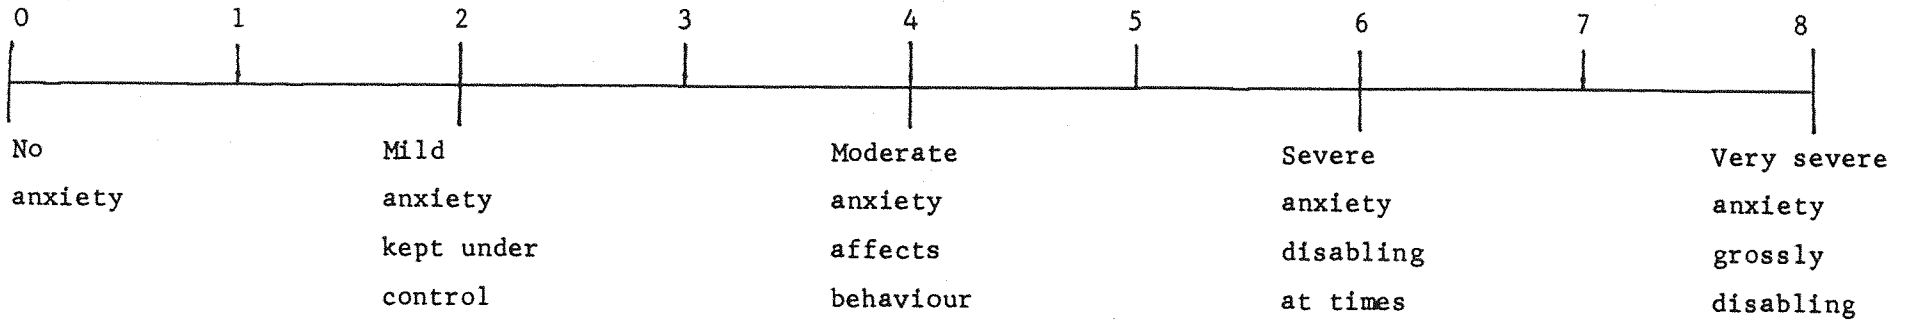 0 1 2 3 4 5 6 7 8
No Mild Moderate Severe Very severe
anxiety anxiety anxiety anxiety anxiety
kept under affects disabling grossly
control behaviour at times disabling